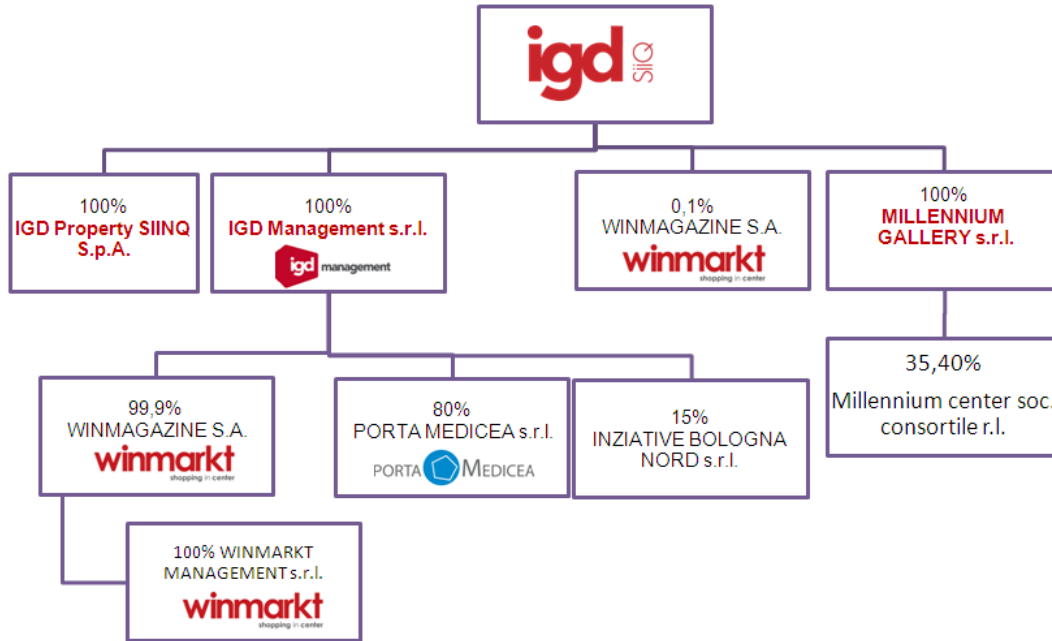 igd SiiQ
100%
IGD Property SIINQ
S.p.A.
100%
IGD Management s.r.l.
igd management
0,1%
WINMAGAZINE S.A.
winmarkt
shopping in center
100%
MILLENNIUM
GALLERY s.r.l.
99,9%
WINMAGAZINE S.A.
winmarkt
shopping in center
80%
PORTA MEDICEA s.r.l.
PORTA MEDICEA
15%
INZIATIVE BOLOGNA
NORD s.r.l.
35,40%
Millennium center soc.
consortile r.l.
100% WINMARKT
MANAGEMENT s.r.l.
winmarkt
shopping in center